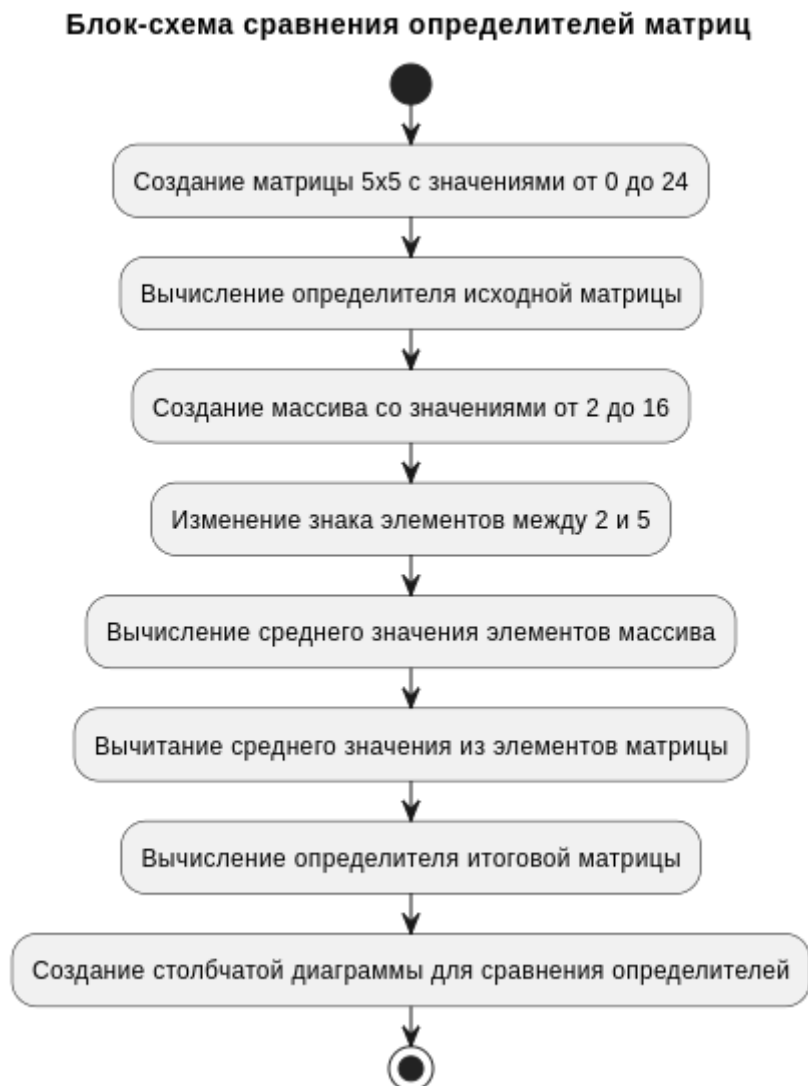 Блок-схема сравнения определителей матриц
Создание матрицы 5x5 с значениями от 0 до 24
Вычисление определителя исходной матрицы
Создание массива со значениями от 2 до 16
Изменение знака элементов между 2 и 5
Вычисление среднего значения элементов массива
Вычитание среднего значения из элементов матрицы
Вычисление определителя итоговой матрицы
Создание столбчатой диаграммы для сравнения определителей